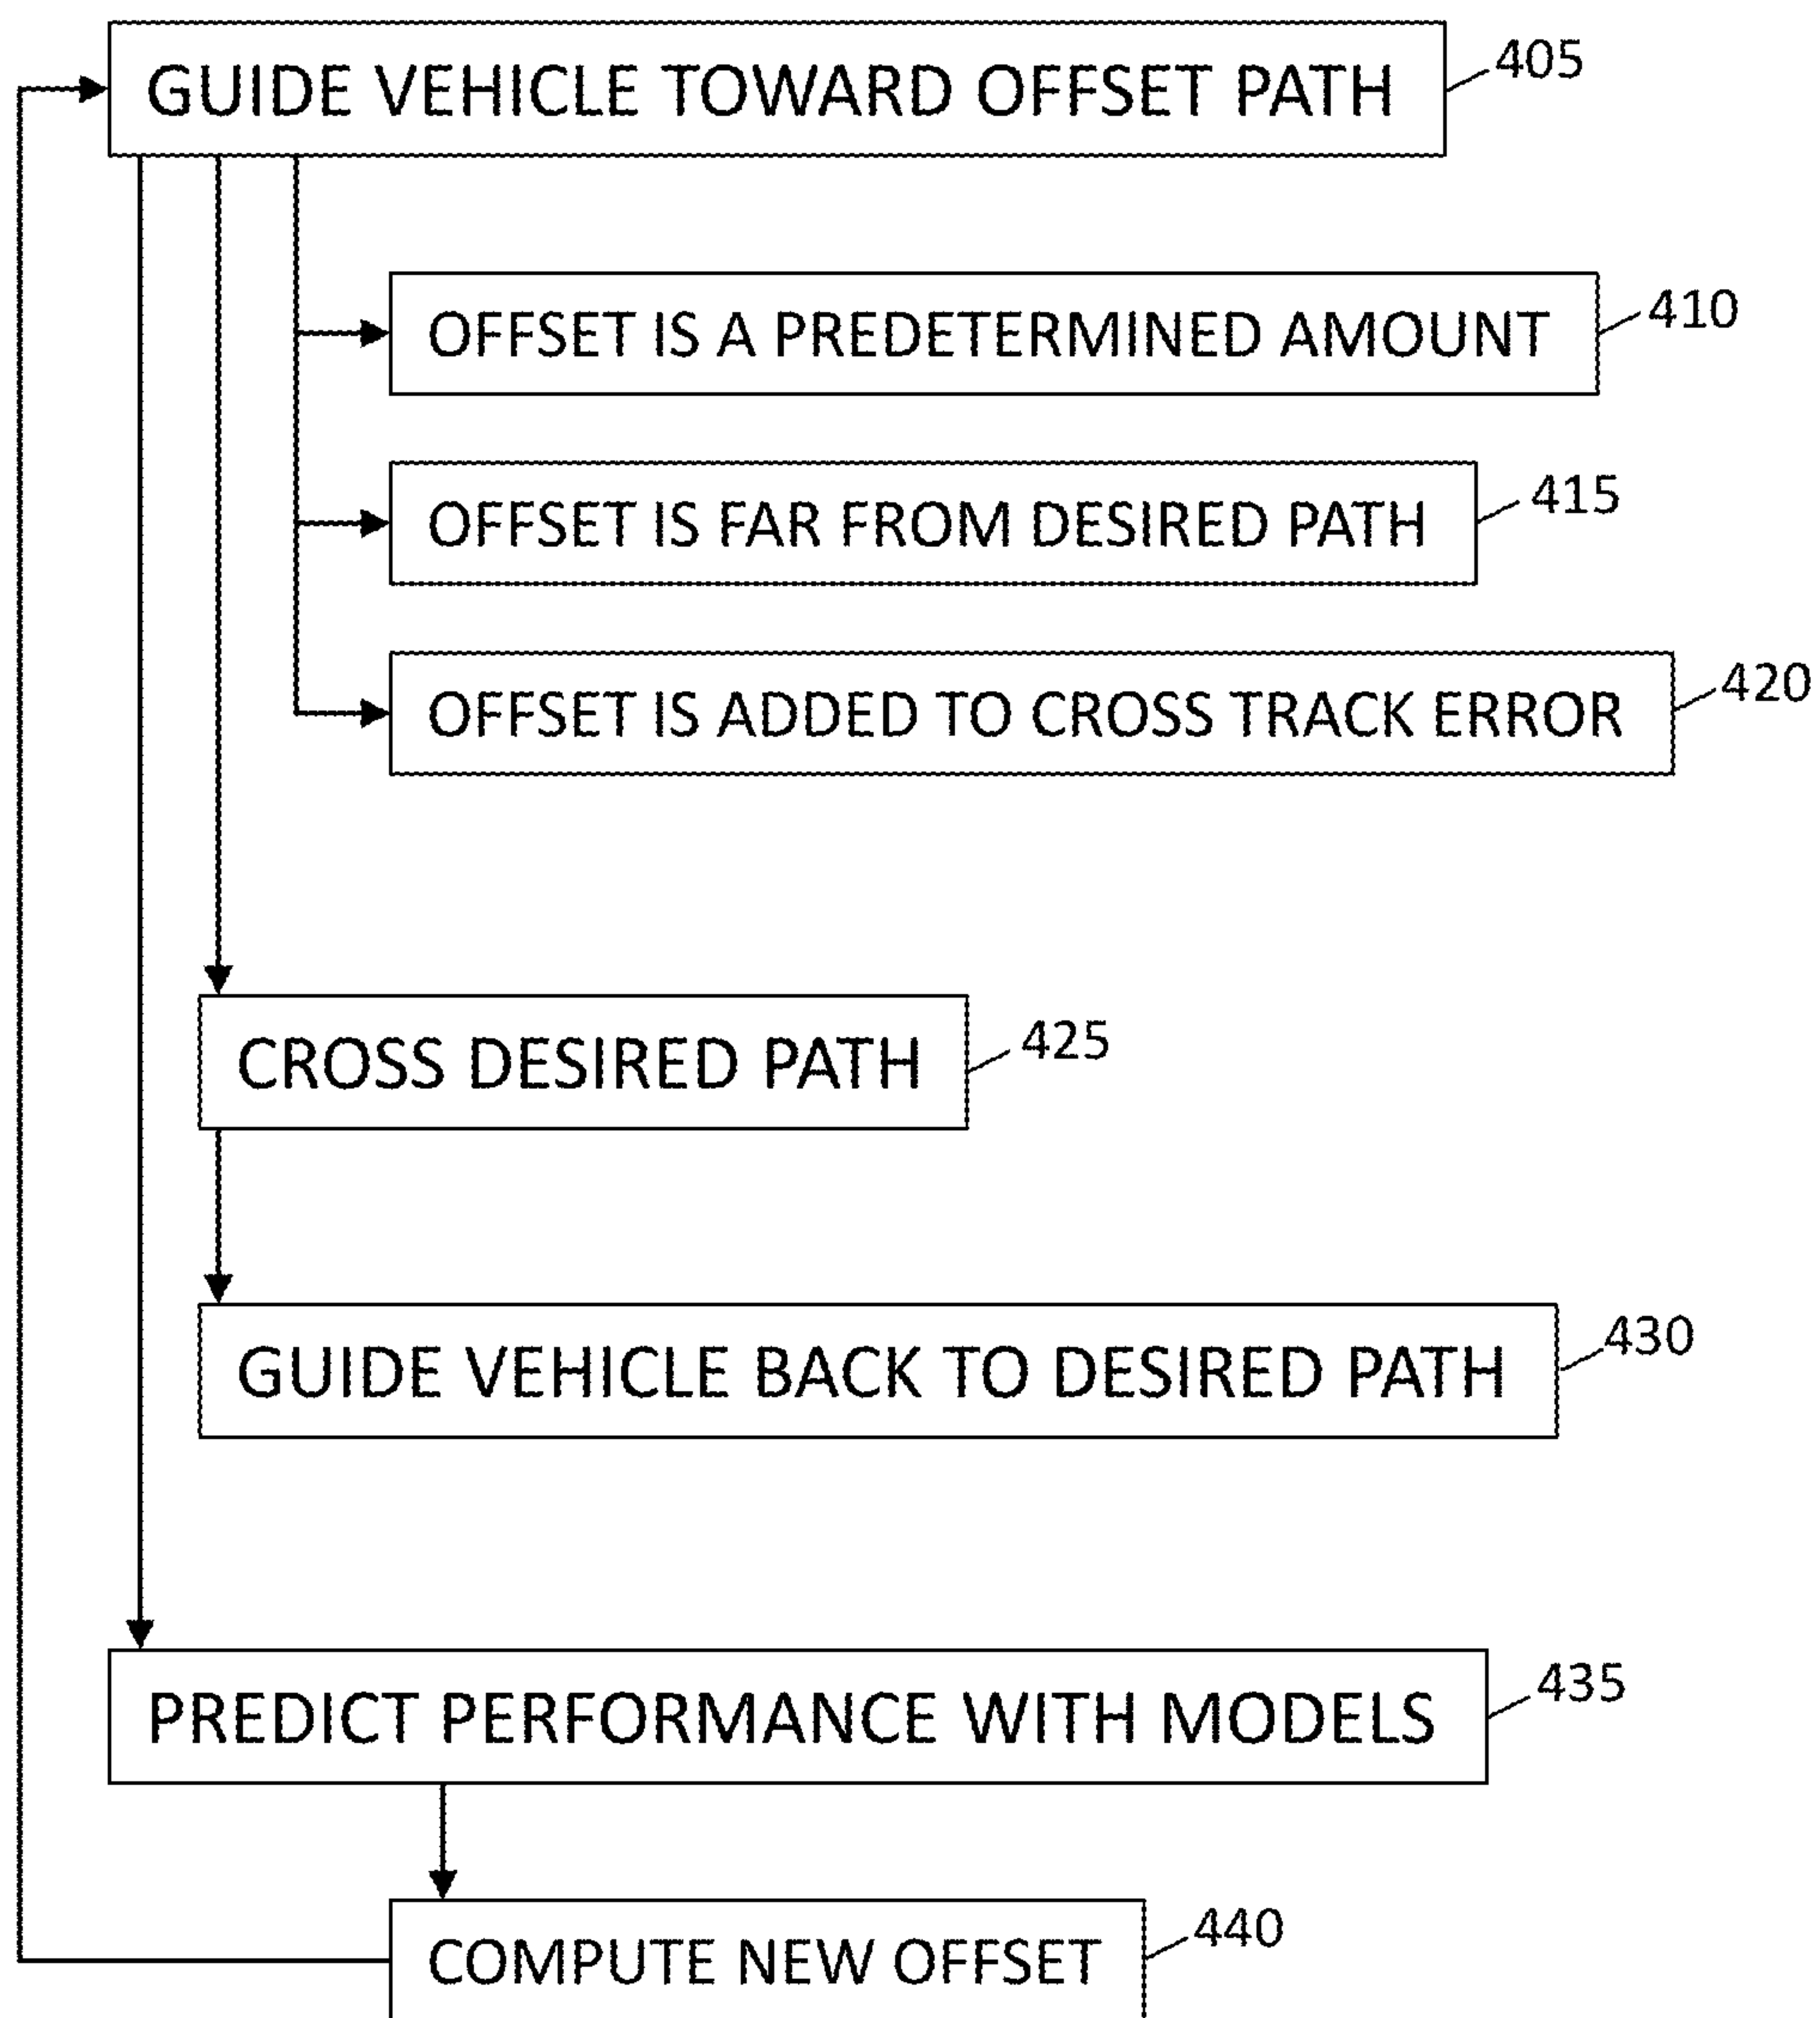 GUIDE VEHICLE TOWARD OFFSET PATH 405
OFFSET IS A PREDETERMINED AMOUNT 410
OFFSET IS FAR FROM DESIRED PATH 415
OFFSET IS ADDED TO CROSS TRACK ERROR 420
CROSS DESIRED PATH 425
GUIDE VEHICLE BACK TO DESIRED PATH 430
PREDICT PERFORMANCE WITH MODELS 435
COMPUTE NEW OFFSET 440